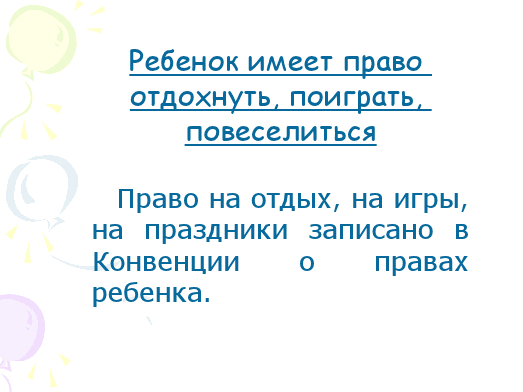 Ребенок имеет право
отдохнуть, поиграть,
повеселиться
Право на отдых, на игры,
на праздники записано в
Конвенции о правах
ребенка.